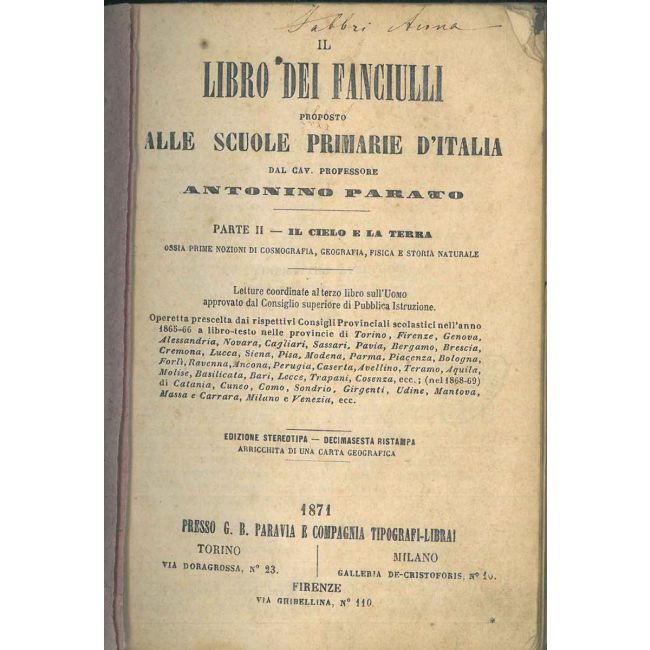 Fabbri Anna
IL
LIBRO DEI FANCIULLI
PROPOSTO
ALLE SCUOLE PRIMARIE D'ITALIA
DAL CAV. PROFESSORE
ANTONINO PARATO
PARTE II — IL CIELO E LA TERRA
OSSIA PRIME NOZIONI DI COSMOGRAFIA, GEOGRAFIA, FISICA E STORIA NATURALE
Letture coordinate al terzo libro sull'UOMO
approvato dal Consiglio superiore di Pubblica Istruzione.
Operetta prescelta dai rispettivi Consigli Provinciali scolastici nell'anno
1865-66 a libro-testo nelle provincie di Torino, Firenze, Genova,
Alessandria, Novara, Cagliari, Sassari, Pavia, Bergamo, Brescia,
Cremona, Lucca, Siena, Pisa, Modena, Parma, Piacenza, Bologna,
Forlì, Ravenna, Ancona, Perugia, Caserta, Avellino, Teramo, Aquila,
Molise, Basilicata, Bari, Lecce, Trapani, Cosenza, ecc.; (nel 1868-69)
di Catania, Cuneo, Como, Sondrio, Girgenti, Udine, Mantova,
Massa e Carrara, Milano e Venezia, ecc.
EDIZIONE STEREOTIPA — DECIMASESTA RISTAMPA
ARRICCHITA DI UNA CARTA GEOGRAFICA
1871
PRESSO G. B. PARAVIA E COMPAGNIA TIPOGRAFI-LIBRAI
TORINO
VIA DORAGROSSA, N° 23.
MILANO
GALLERIA DE-CRISTOFORIS, N° 16.
FIRENZE
VIA GHIBELLINA, N° 110.
*